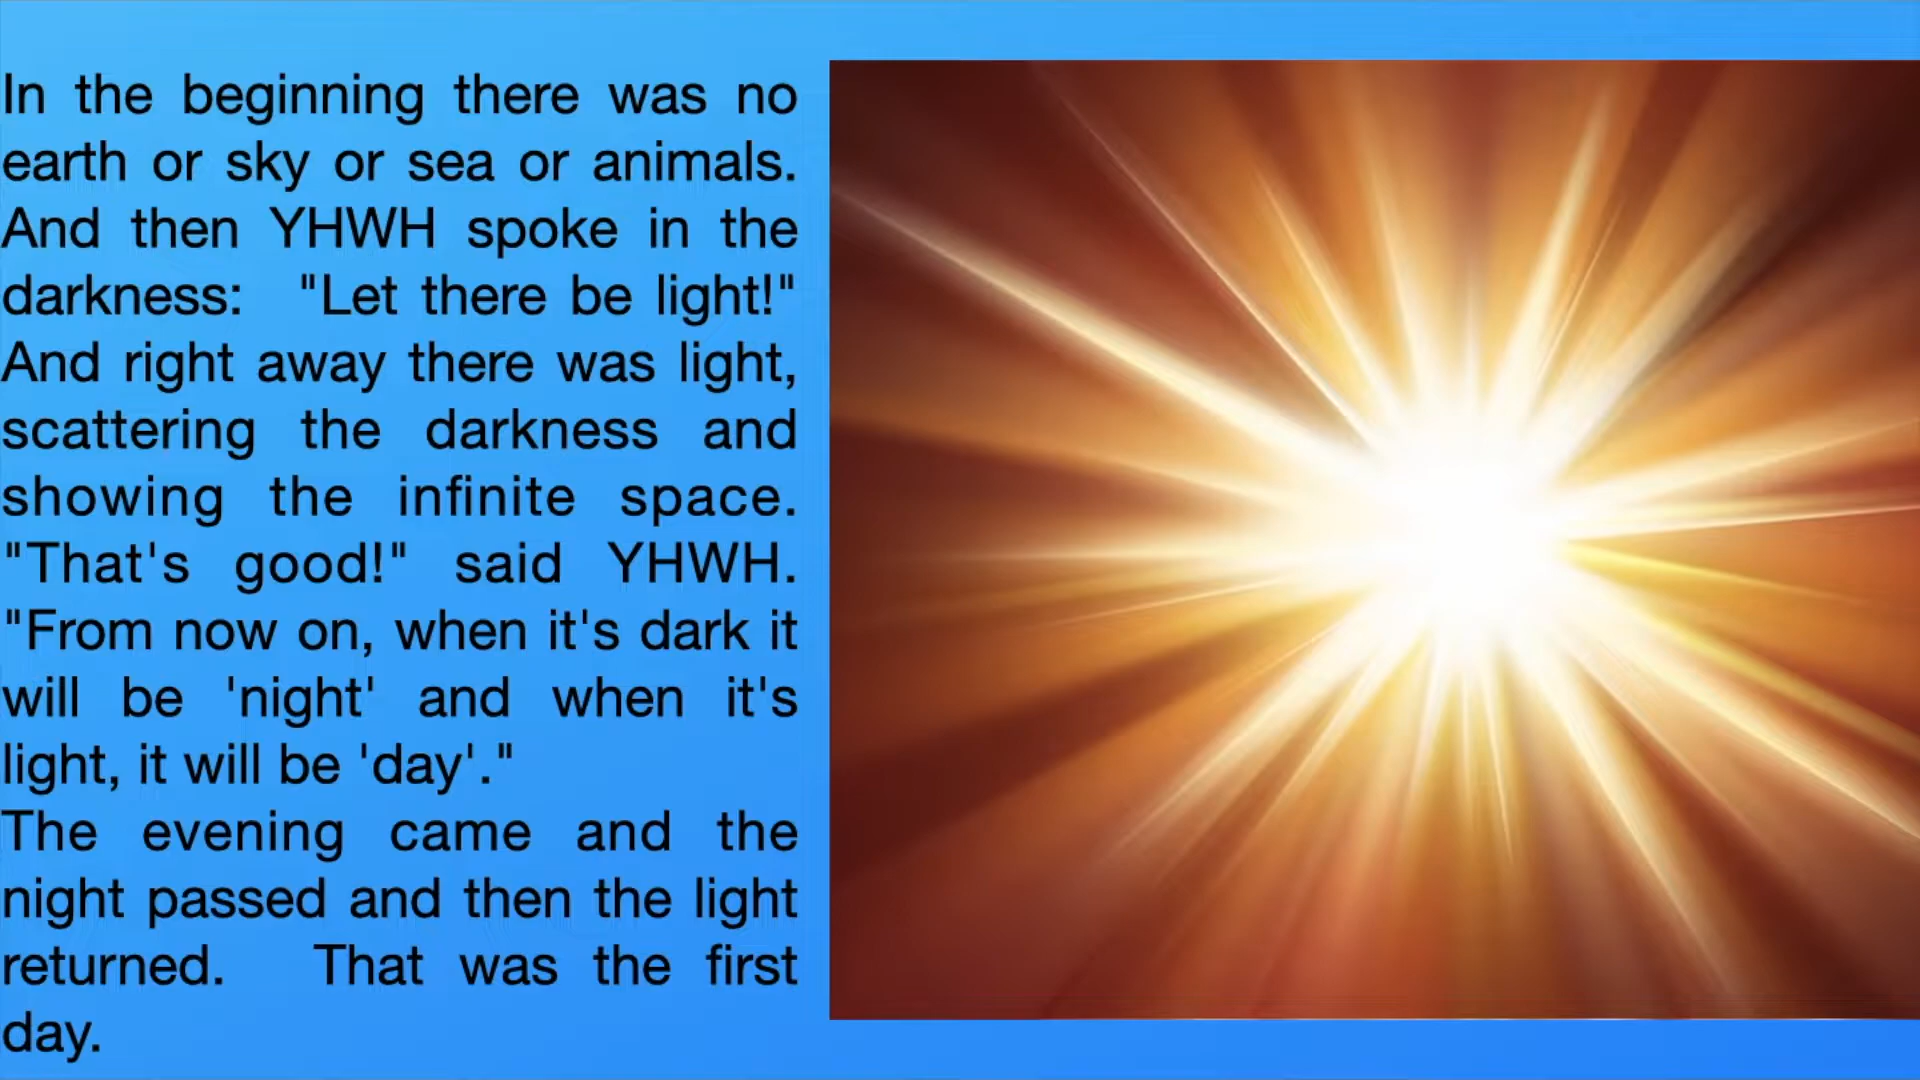 In the beginning there was no
earth or sky or sea or animals.
And then YHWH spoke in the
darkness: "Let there be light!"
And right away there was light,
scattering the darkness and
showing the infinite space.
"That's good!" said YHWH.
"From now on, when it's dark it
will be 'night' and when it's
light, it will be 'day'."
The evening came and the
night passed and then the light
returned. That was the first
day.